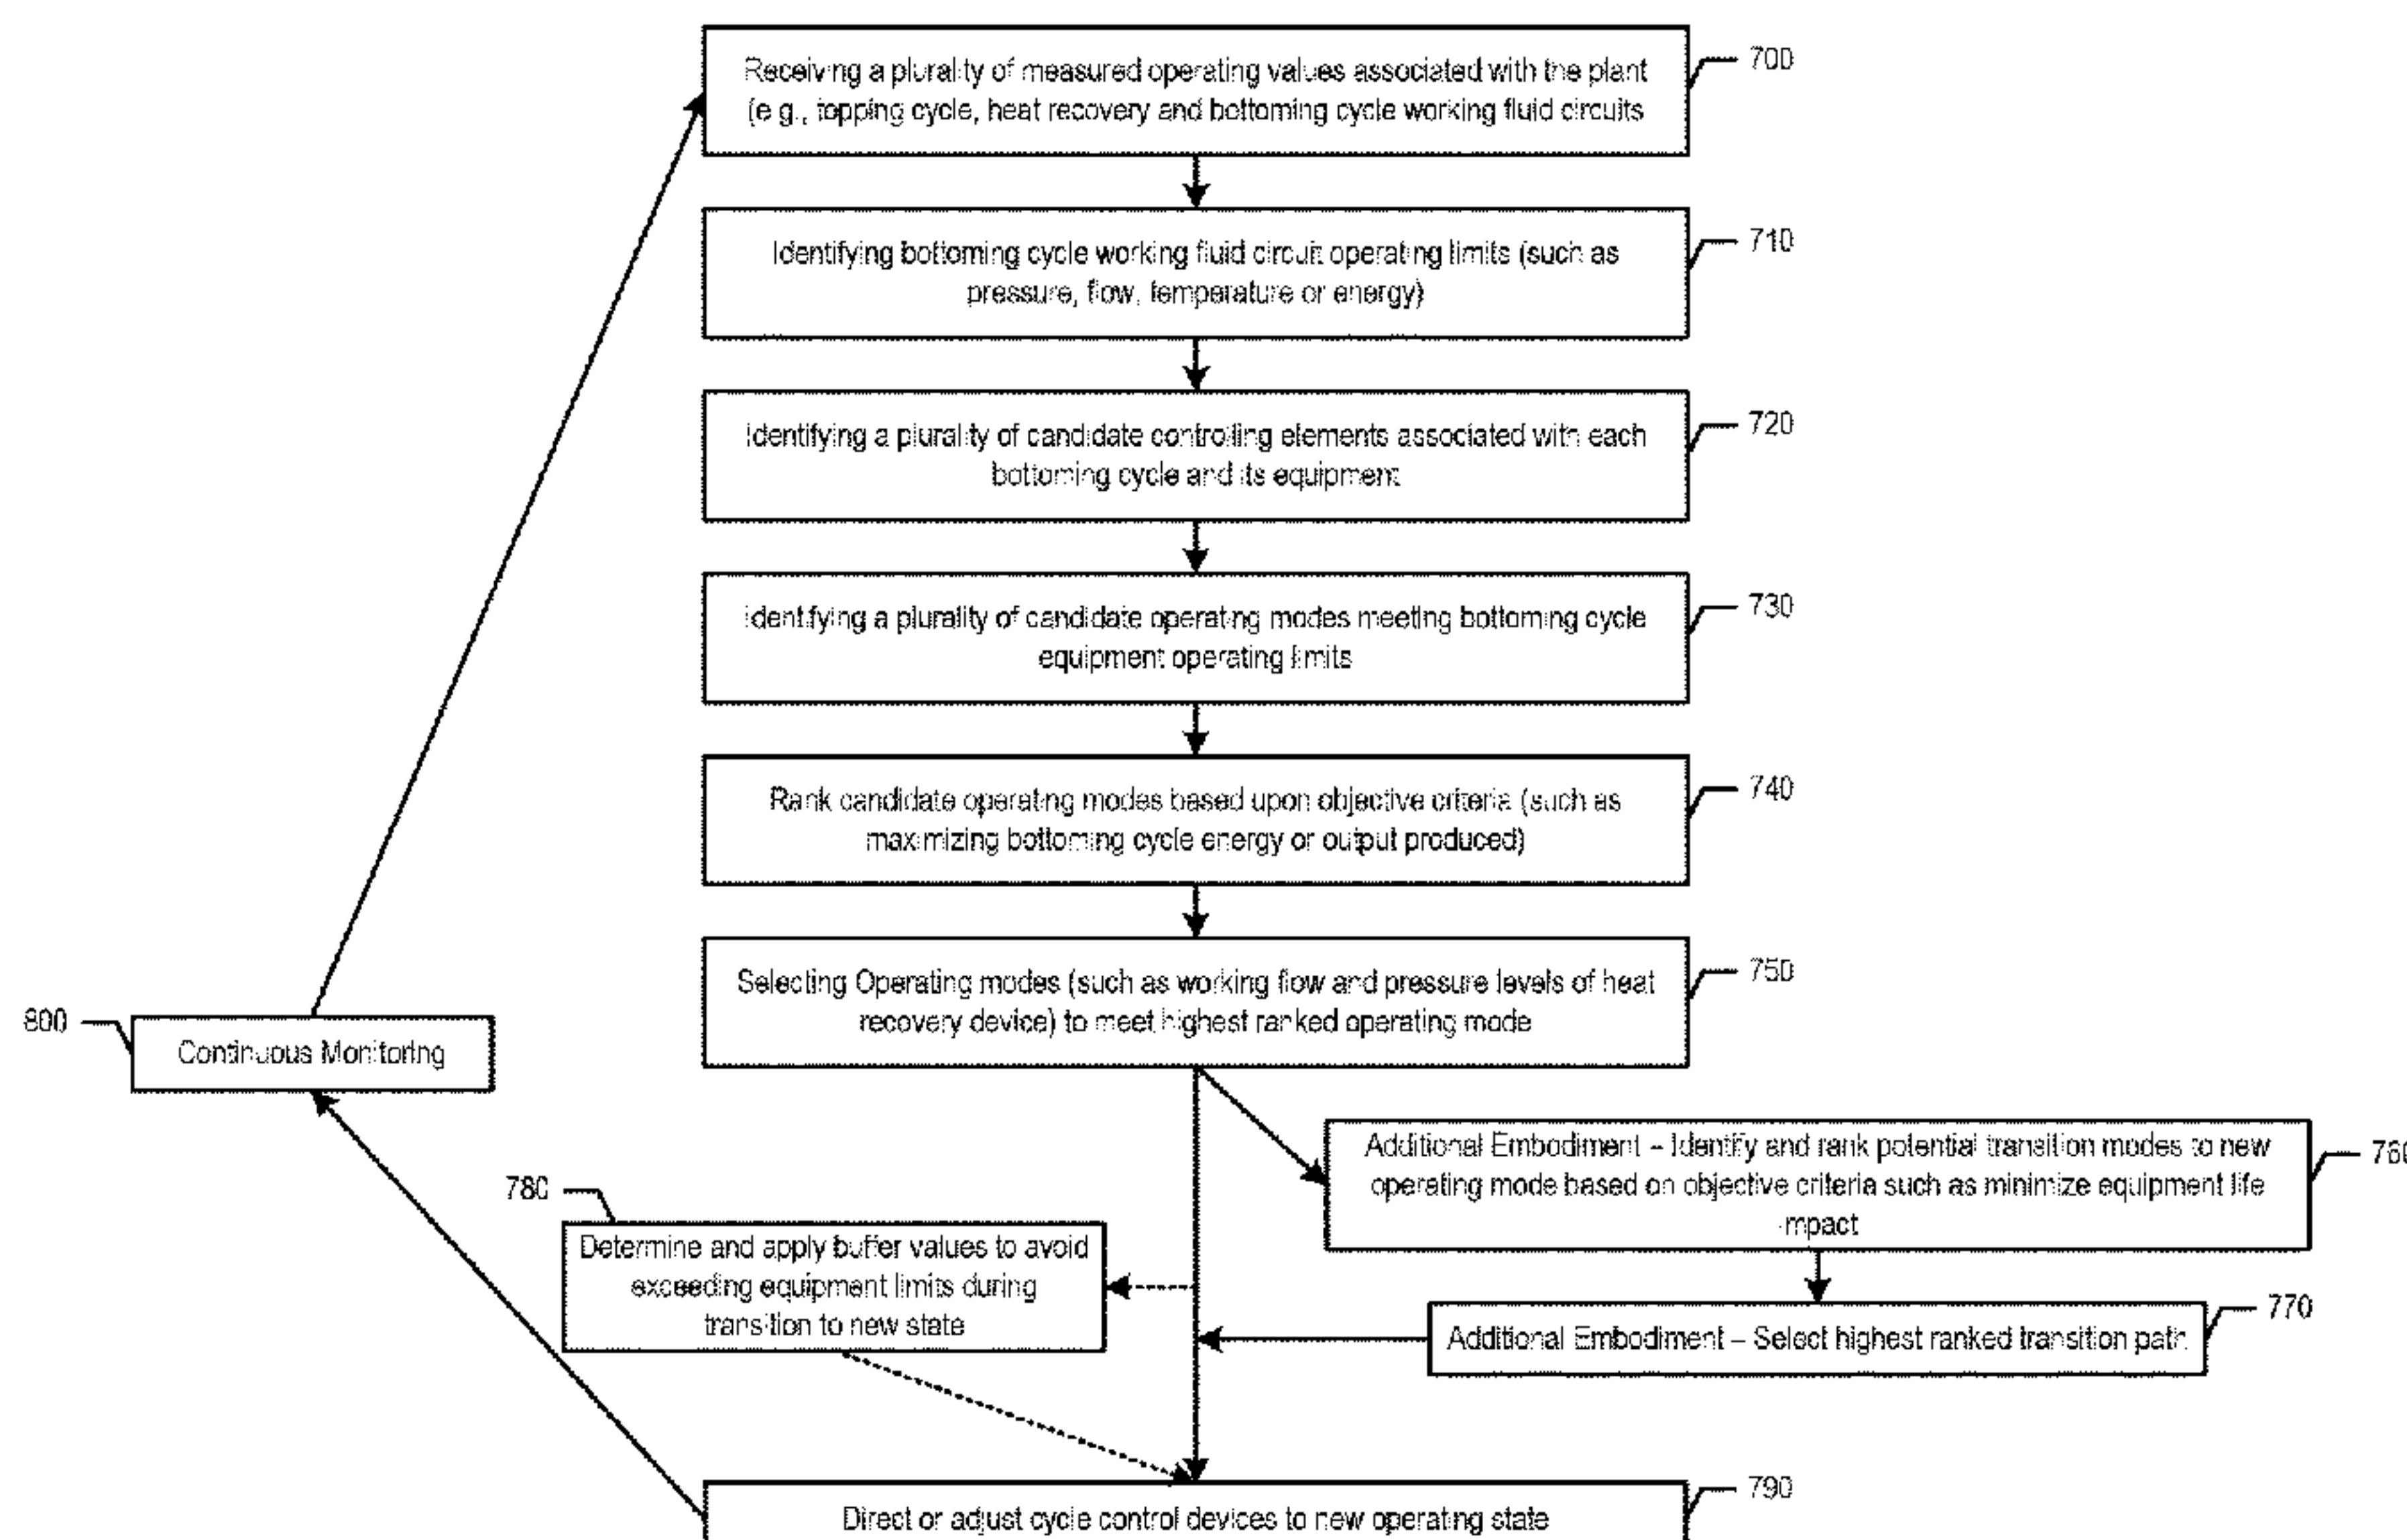 Receiving a plurality of measured operating values associated with the plant
(e.g., topping cycle, heat recovery and bottoming cycle working fluid circuits
700
Identifying bottoming cycle working fluid circuit operating limits (such as
pressure, flow, temperature or energy)
710
Identifying a plurality of candidate controlling elements associated with each
bottoming cycle and its equipment
720
Identifying a plurality of candidate operating modes meeting bottoming cycle
equipment operating limits
730
Rank candidate operating modes based upon objective criteria (such as
maximizing bottoming cycle energy or output produced)
740
Selecting Operating modes (such as working flow and pressure levels of heat
recovery device) to meet highest ranked operating mode
750
800
Continuous Monitoring
Additional Embodiment – Identify and rank potential transition modes to new
operating mode based on objective criteria such as minimize equipment life
impact
760
780
Determine and apply buffer values to avoid
exceeding equipment limits during
transition to new state
Additional Embodiment – Select highest ranked transition path
770
Direct or adjust cycle control devices to new operating state
790